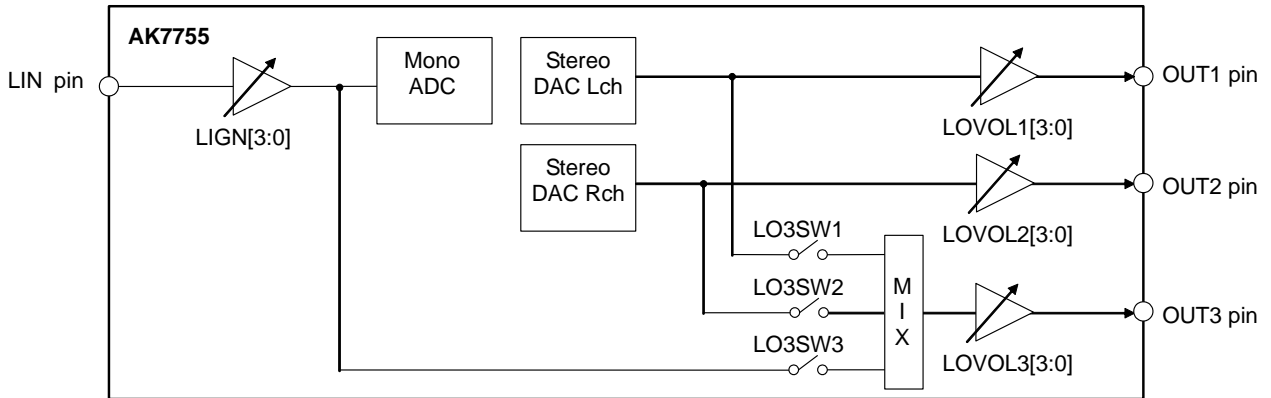 AK7755
LIN pin
LIGN[3:0]
Mono
ADC
Stereo
DAC Lch
LOVOL1[3:0]
OUT1 pin
Stereo
DAC Rch
LOVOL2[3:0]
OUT2 pin
LO3SW1
LO3SW2
LO3SW3
M
I
X
LOVOL3[3:0]
OUT3 pin